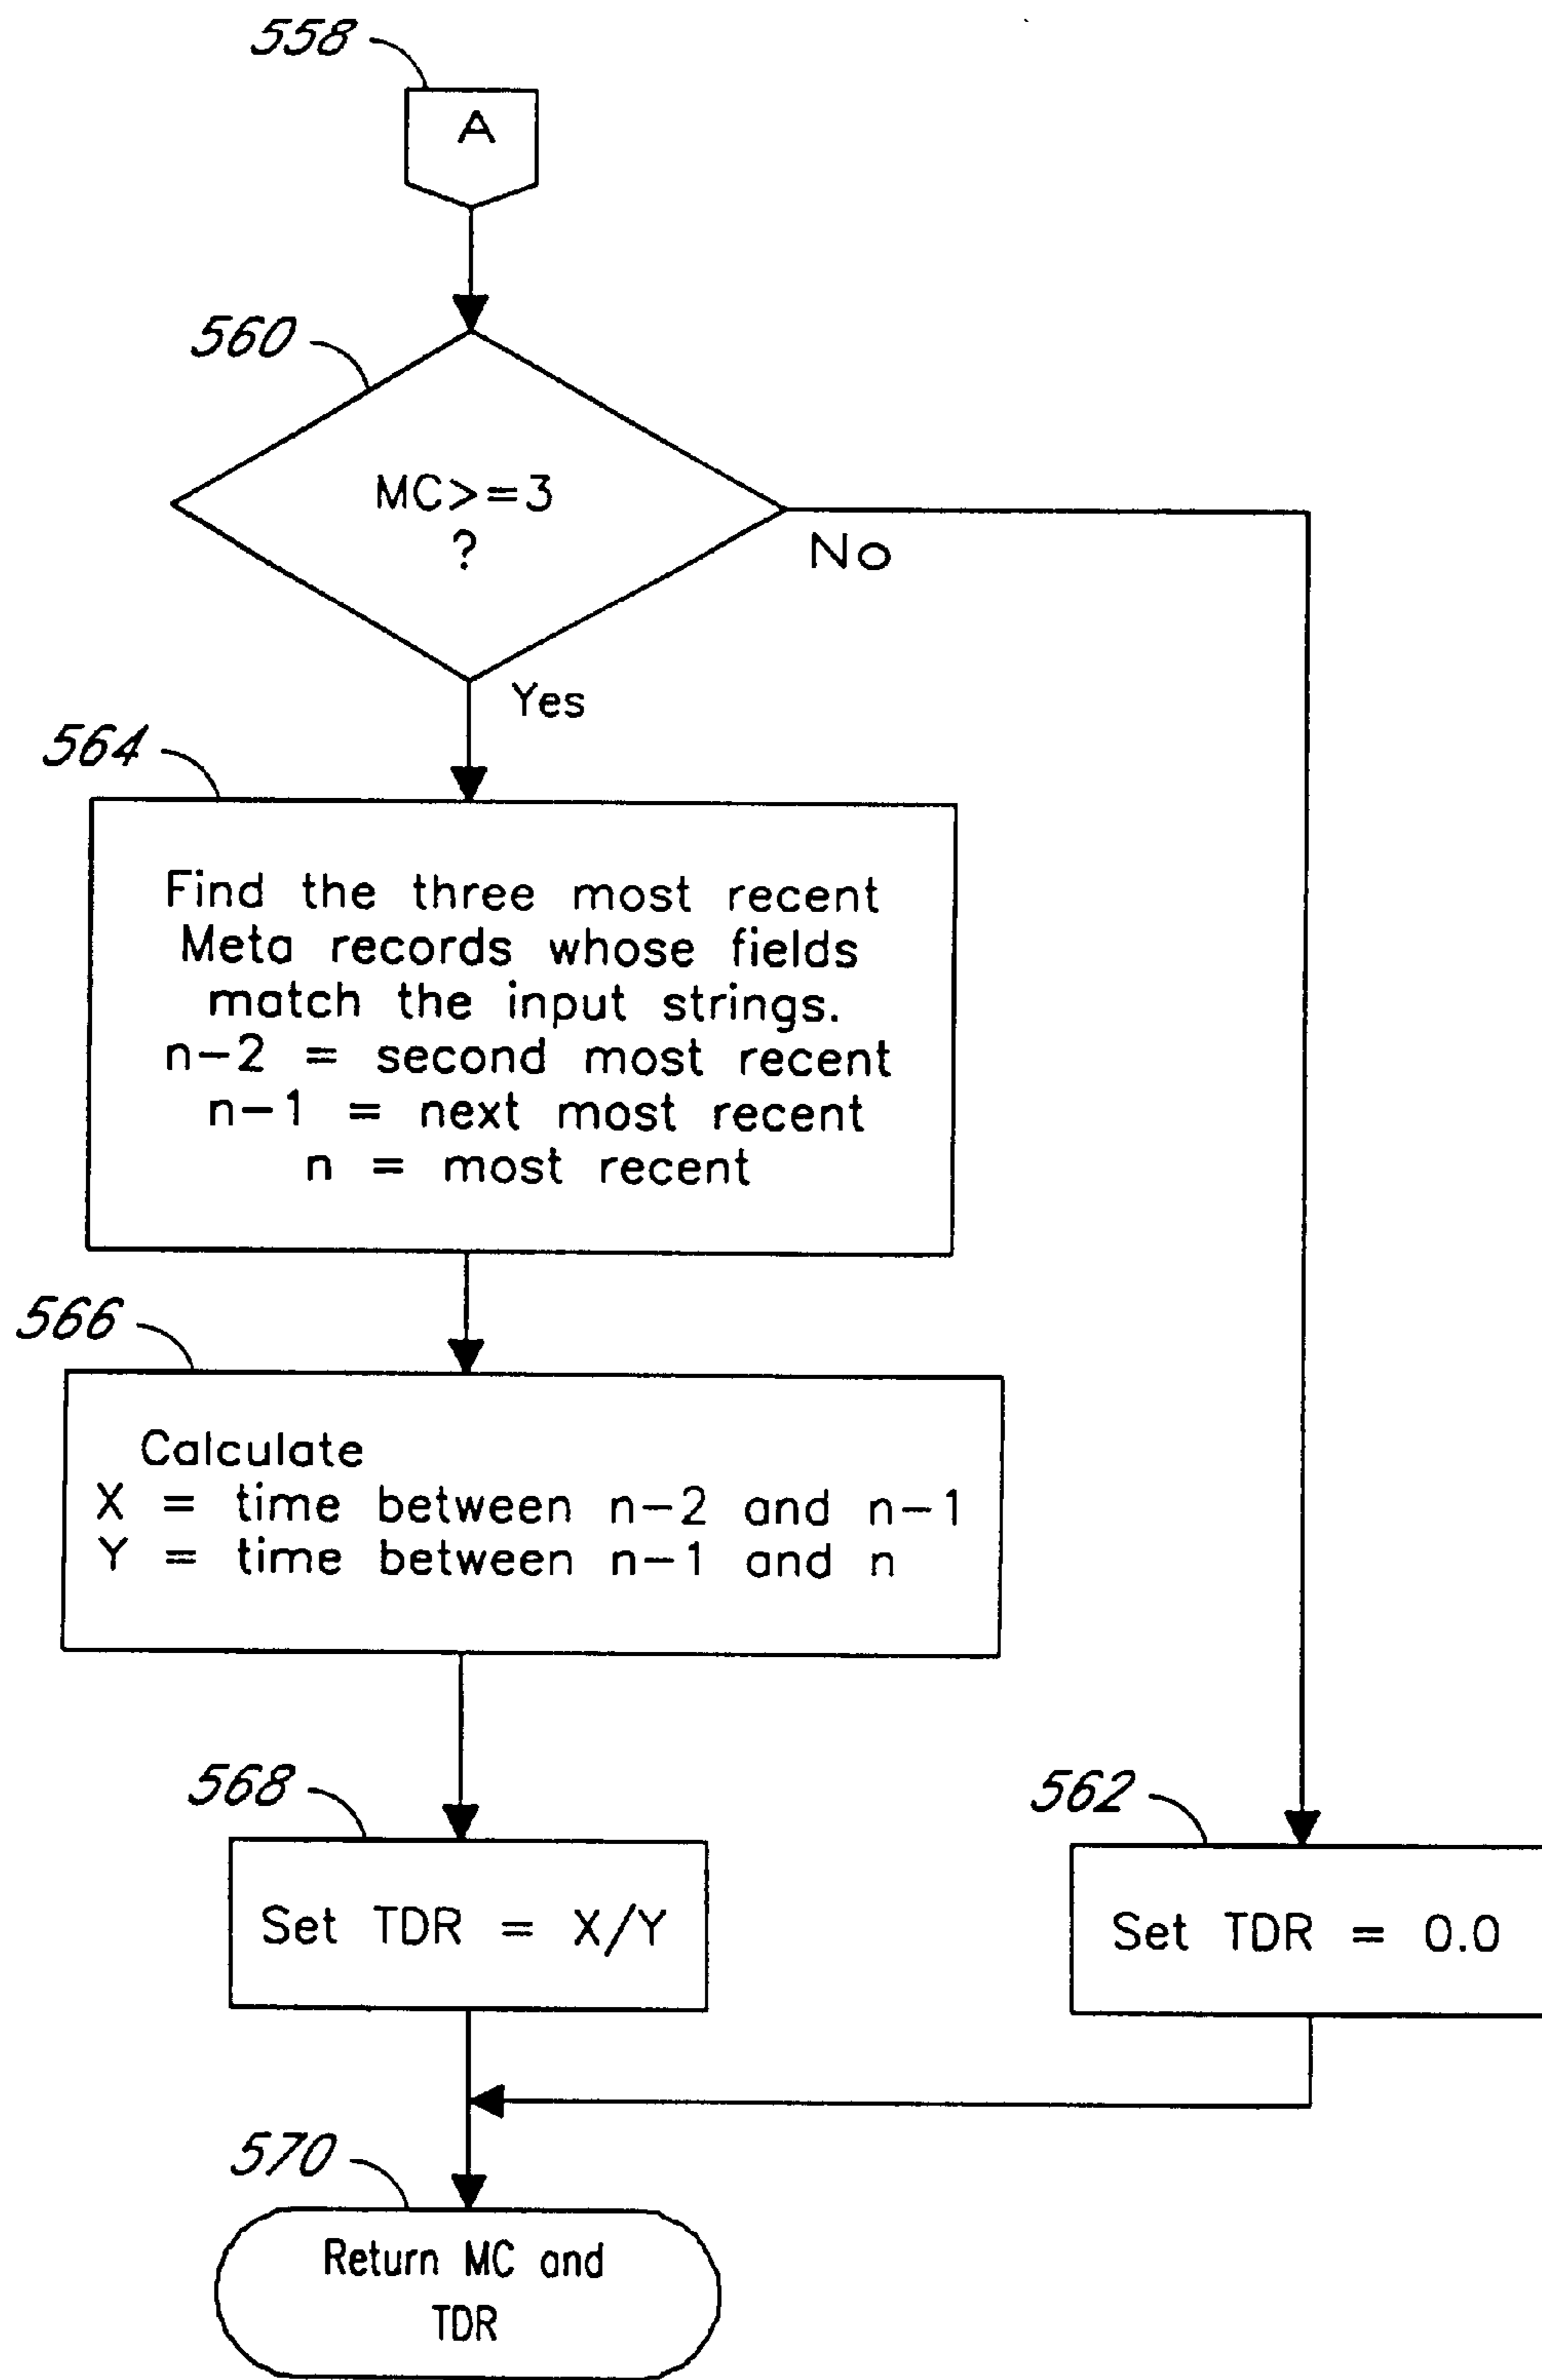 558
A
560
MC>=3
?
No
Yes
564
Find the three most recent
Meta records whose fields
match the input strings.
n-2 = second most recent
n-1 = next most recent
n = most recent
566
Calculate
X = time between n-2 and n-1
Y = time between n-1 and n
568
Set TDR = X/Y
562
Set TDR = 0.0
570
Return MC and
TDR